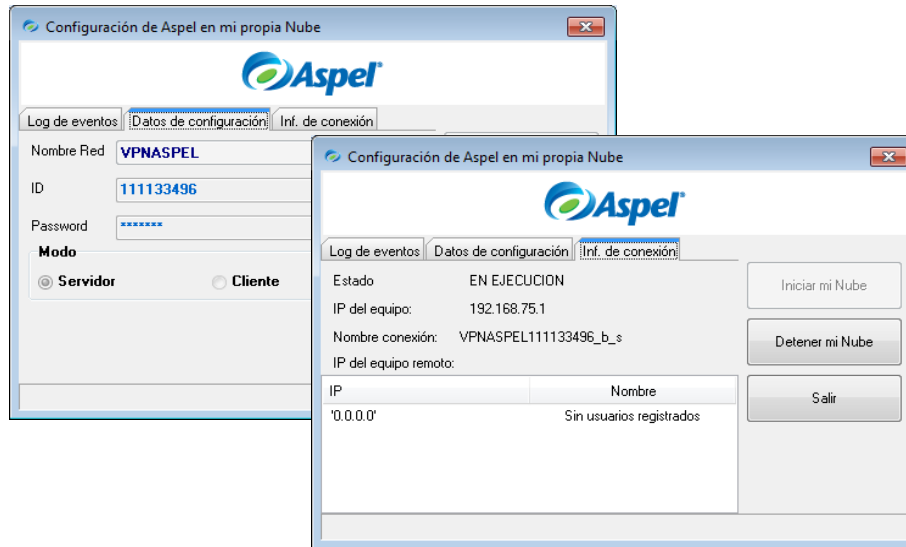 Configuración de Aspel en mi propia Nube
Aspel
Log de eventos Datos de configuración Inf. de conexión
Nombre Red VPNASPEL
ID 111133496
Password *******
Modo
Servidor Cliente
Configuración de Aspel en mi propia Nube
Aspel
Log de eventos Datos de configuración Inf. de conexión
Estado EN EJECUCION
Iniciar mi Nube
IP del equipo: 192.168.75.1
Nombre conexión: VPNASPEL111133496_b_s
Detener mi Nube
IP del equipo remoto:
IP Nombre
Salir
'0.0.0.0' Sin usuarios registrados